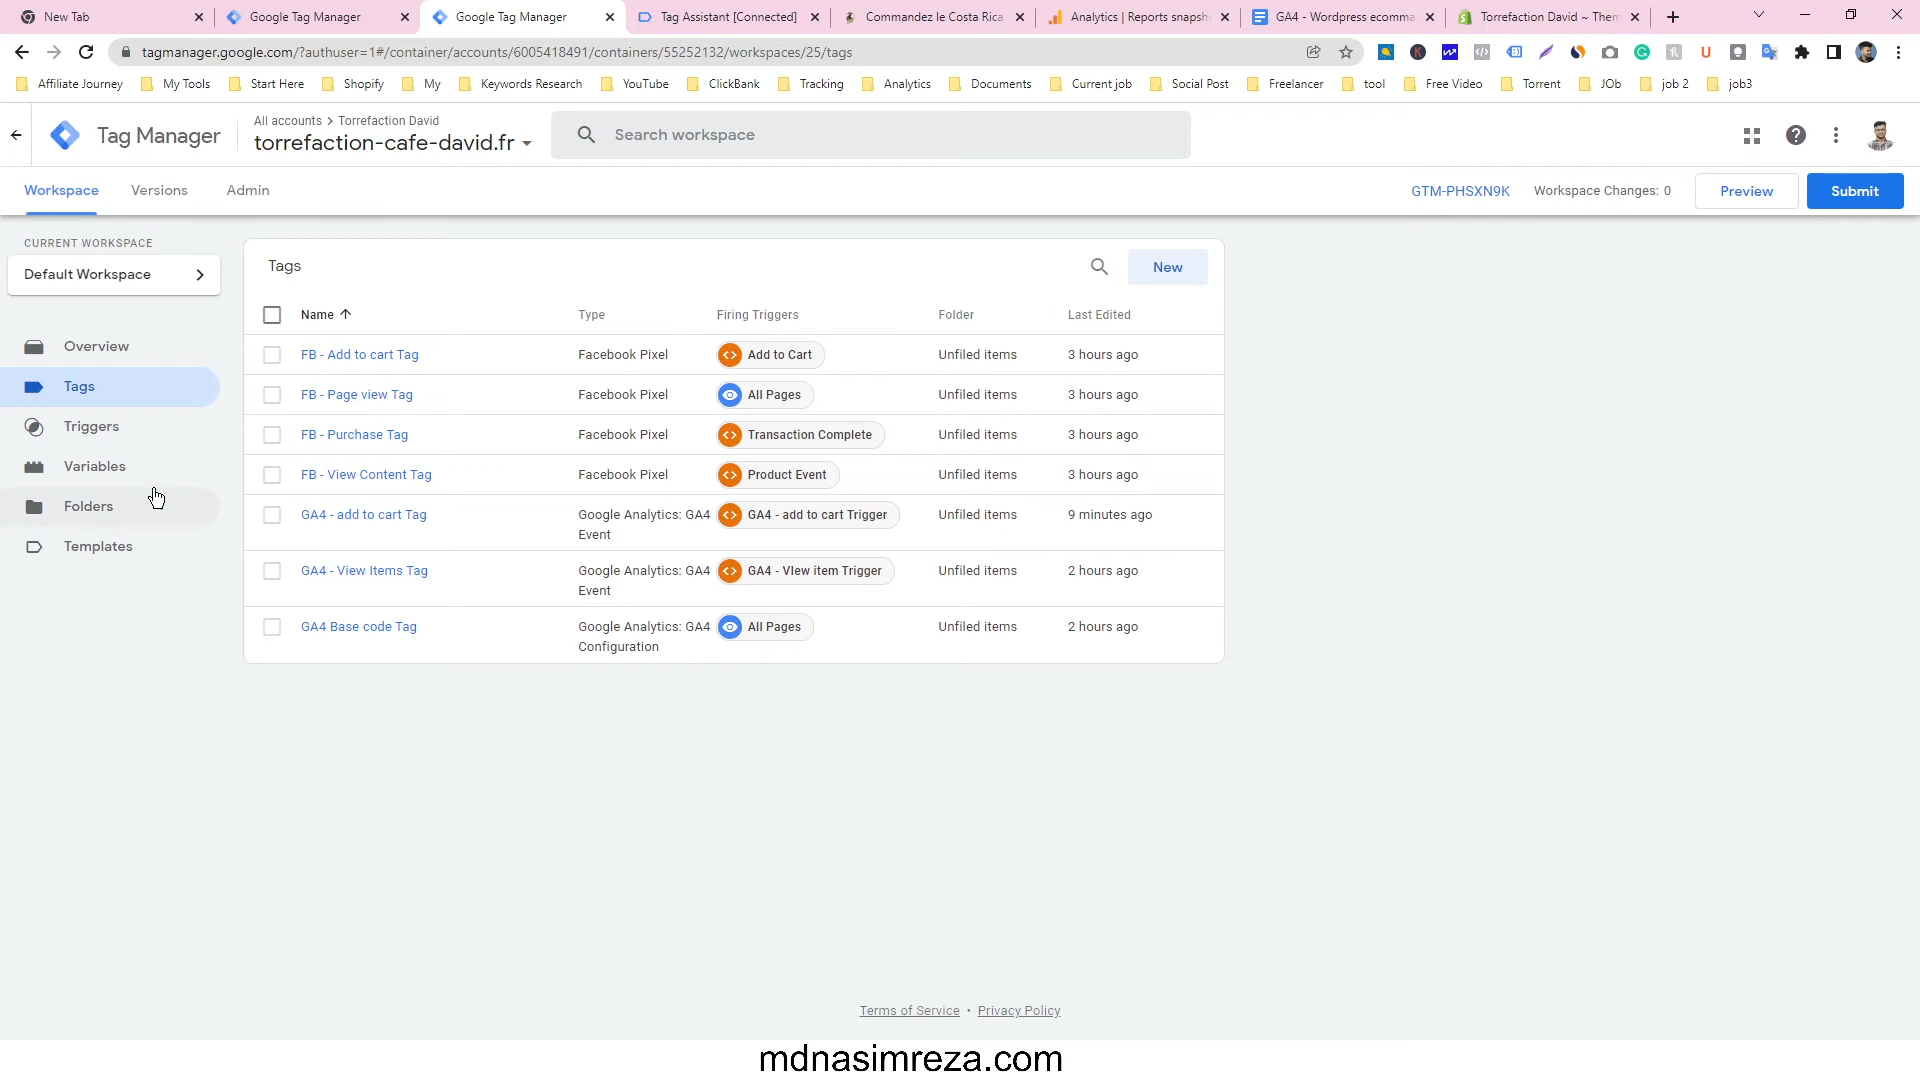 New Tab
Google Tag Manager
Google Tag Manager
Tag Assistant [Connected]
Commandez le Costa Rica
Analytics | Reports snapsh
GA4 - Wordpress ecomma
Torrefaction David ~ Them
tagmanager.google.com/?authuser=1#/container/accounts/6005418491/containers/55252132/workspaces/25/tags
Affiliate Journey
My Tools
Start Here
Shopify
My
Keywords Research
YouTube
ClickBank
Tracking
Analytics
Documents
Current job
Social Post
Freelancer
tool
Free Video
Torrent
JOb
job 2
job3
Tag Manager
All accounts > Torrefaction David
torrefaction-cafe-david.fr
Search workspace
Workspace
Versions
Admin
GTM-PHSXN9K
Workspace Changes: 0
Preview
Submit
CURRENT WORKSPACE
Default Workspace
Overview
Tags
Triggers
Variables
Folders
Templates
Tags
New
Name Type Firing Triggers Folder Last Edited
FB - Add to cart Tag Facebook Pixel Add to Cart Unfiled items 3 hours ago
FB - Page view Tag Facebook Pixel All Pages Unfiled items 3 hours ago
FB - Purchase Tag Facebook Pixel Transaction Complete Unfiled items 3 hours ago
FB - View Content Tag Facebook Pixel Product Event Unfiled items 3 hours ago
GA4 - add to cart Tag Google Analytics: GA4 GA4 - add to cart Trigger Unfiled items 9 minutes ago
Event
GA4 - View Items Tag Google Analytics: GA4 GA4 - VIew item Trigger Unfiled items 2 hours ago
Event
GA4 Base code Tag Google Analytics: GA4 All Pages Unfiled items 2 hours ago
Configuration
Terms of Service • Privacy Policy
mdnasimreza.com